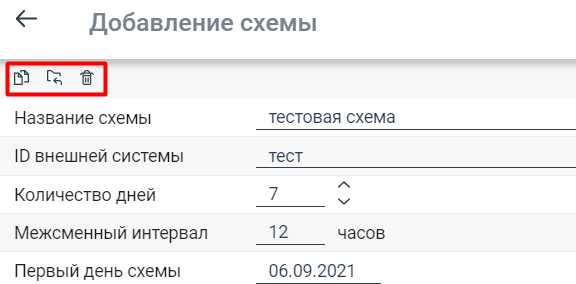 Добавление схемы
Название схемы тестовая схема
ID внешней системы тест
Количество дней 7
Межсменный интервал 12 часов
Первый день схемы 06.09.2021